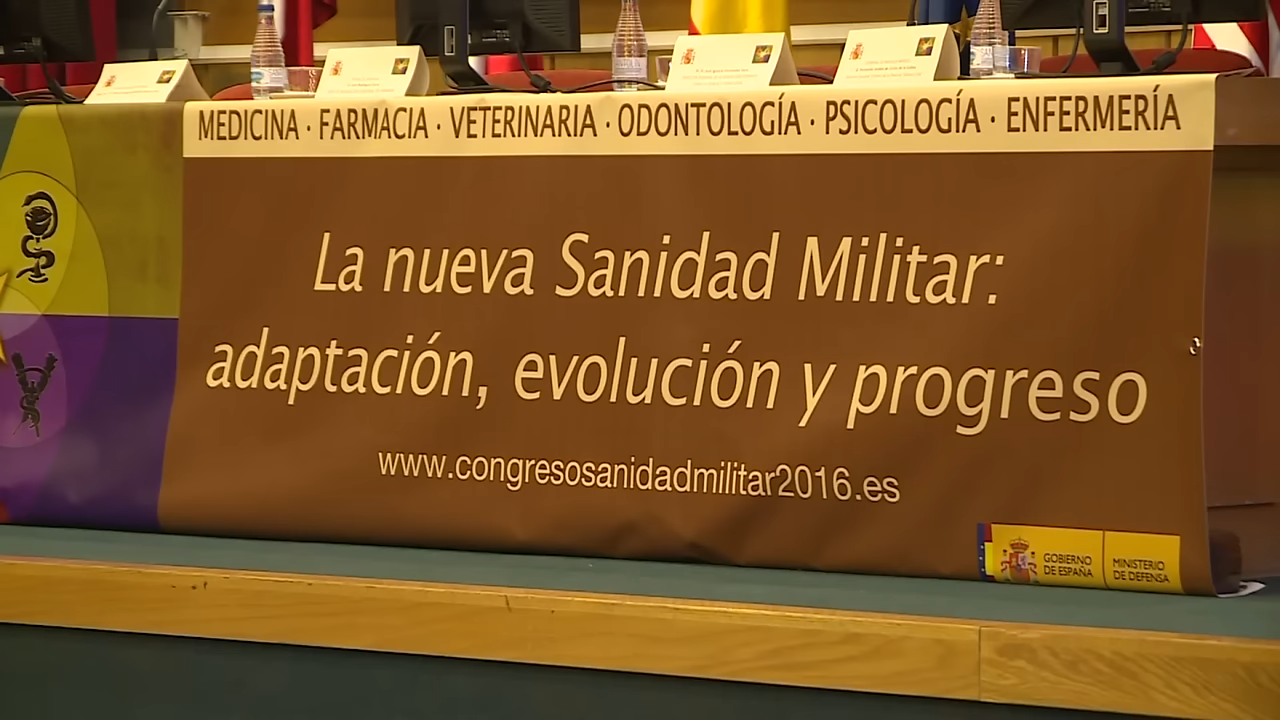 MEDICINA · FARMACIA · VETERINARIA · ODONTOLOGÍA · PSICOLOGÍA · ENFERMERÍA
La nueva Sanidad Militar:
adaptación, evolución y progreso
www.congresosanidadmilitar2016.es
GOBIERNO
DE ESPAÑA
MINISTERIO
DE DEFENSA